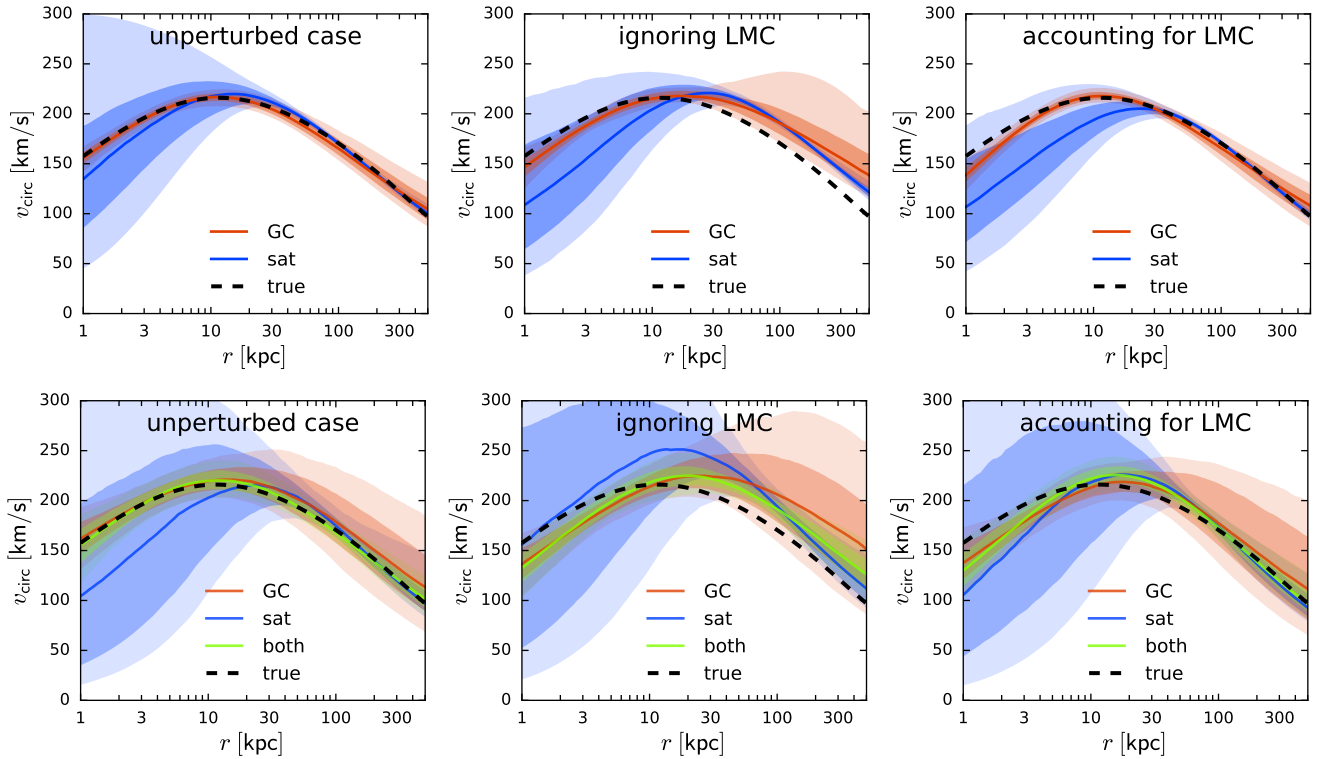 unperturbed case
300
250
200
150
100
50
0
v_circ [km/s]
GC
sat
true
1 3 10 30 100 300
r [kpc]
ignoring LMC
300
250
200
150
100
50
0
v_circ [km/s]
GC
sat
true
1 3 10 30 100 300
r [kpc]
accounting for LMC
300
250
200
150
100
50
0
v_circ [km/s]
GC
sat
true
1 3 10 30 100 300
r [kpc]
unperturbed case
300
250
200
150
100
50
0
v_circ [km/s]
GC
sat
both
true
1 3 10 30 100 300
r [kpc]
ignoring LMC
300
250
200
150
100
50
0
v_circ [km/s]
GC
sat
both
true
1 3 10 30 100 300
r [kpc]
accounting for LMC
300
250
200
150
100
50
0
v_circ [km/s]
GC
sat
both
true
1 3 10 30 100 300
r [kpc]